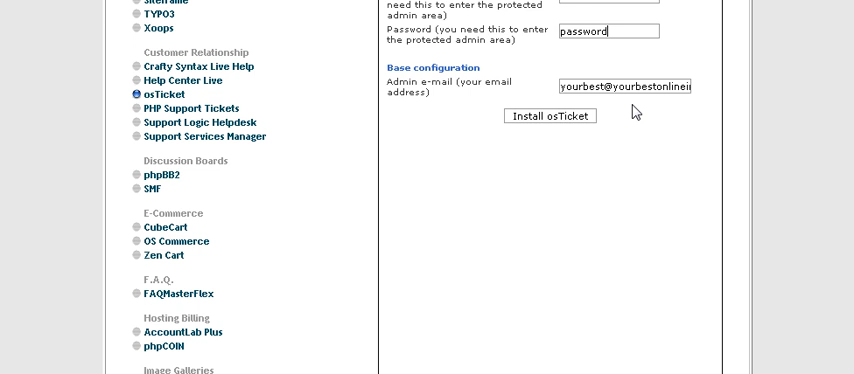 Siteframe
TYPO3
Xoops
Customer Relationship
Crafty Syntax Live Help
Help Center Live
osTicket
PHP Support Tickets
Support Logic Helpdesk
Support Services Manager
Discussion Boards
phpBB2
SMF
E-Commerce
CubeCart
OS Commerce
Zen Cart
F.A.Q.
FAQMasterFlex
Hosting Billing
AccountLab Plus
phpCOIN
Image Galleries
need this to enter the protected
admin area)
Password (you need this to enter
the protected admin area)
password
Base configuration
Admin e-mail (your email
address)
yourbest@yourbestonlinei
Install osTicket